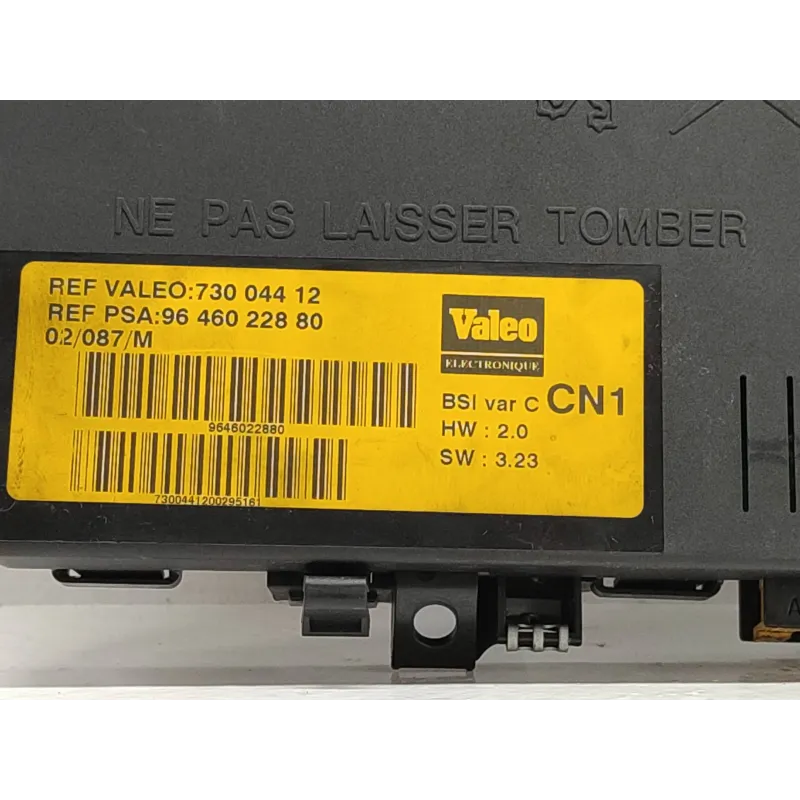 NE PAS LAISSER TOMBER
REF VALEO:730 044 12
REF PSA:96 460 228 80
02/087/M
9646022880
7300441200295161
Valeo
ELECTRONIQUE
BSI var C CN1
HW : 2.0
SW : 3.23
A